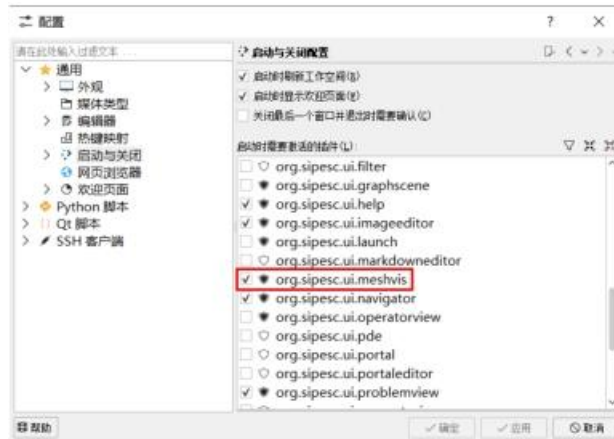 配置
?
请在此处输入过滤文本...
通用
外观
媒体类型
编辑器
热键映射
启动与关闭
网页浏览器
欢迎页面
Python 脚本
Qt 脚本
SSH 客户端
启动与关闭配置
启动时刷新工作空间(B)
启动时显示欢迎页面(E)
关闭最后一个窗口并退出时需要确认(C)
启动时需要激活的插件(L):
org.sipesc.ui.filter
org.sipesc.ui.graphscene
org.sipesc.ui.help
org.sipesc.ui.imageeditor
org.sipesc.ui.launch
org.sipesc.ui.markdowneditor
org.sipesc.ui.meshvis
org.sipesc.ui.navigator
org.sipesc.ui.operatorview
org.sipesc.ui.pde
org.sipesc.ui.portal
org.sipesc.ui.portaleditor
org.sipesc.ui.problemview
帮助
确定
应用
取消